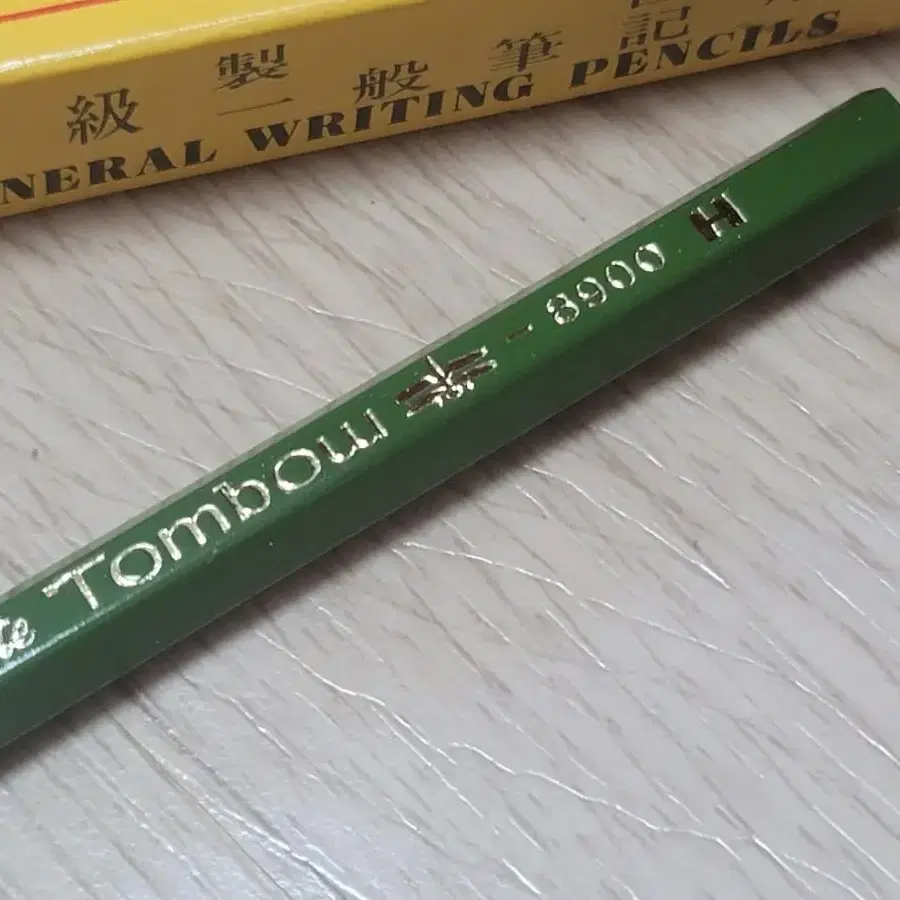 級製一般筆記
NERAL WRITING PENCILS
Tombow - 8900 H